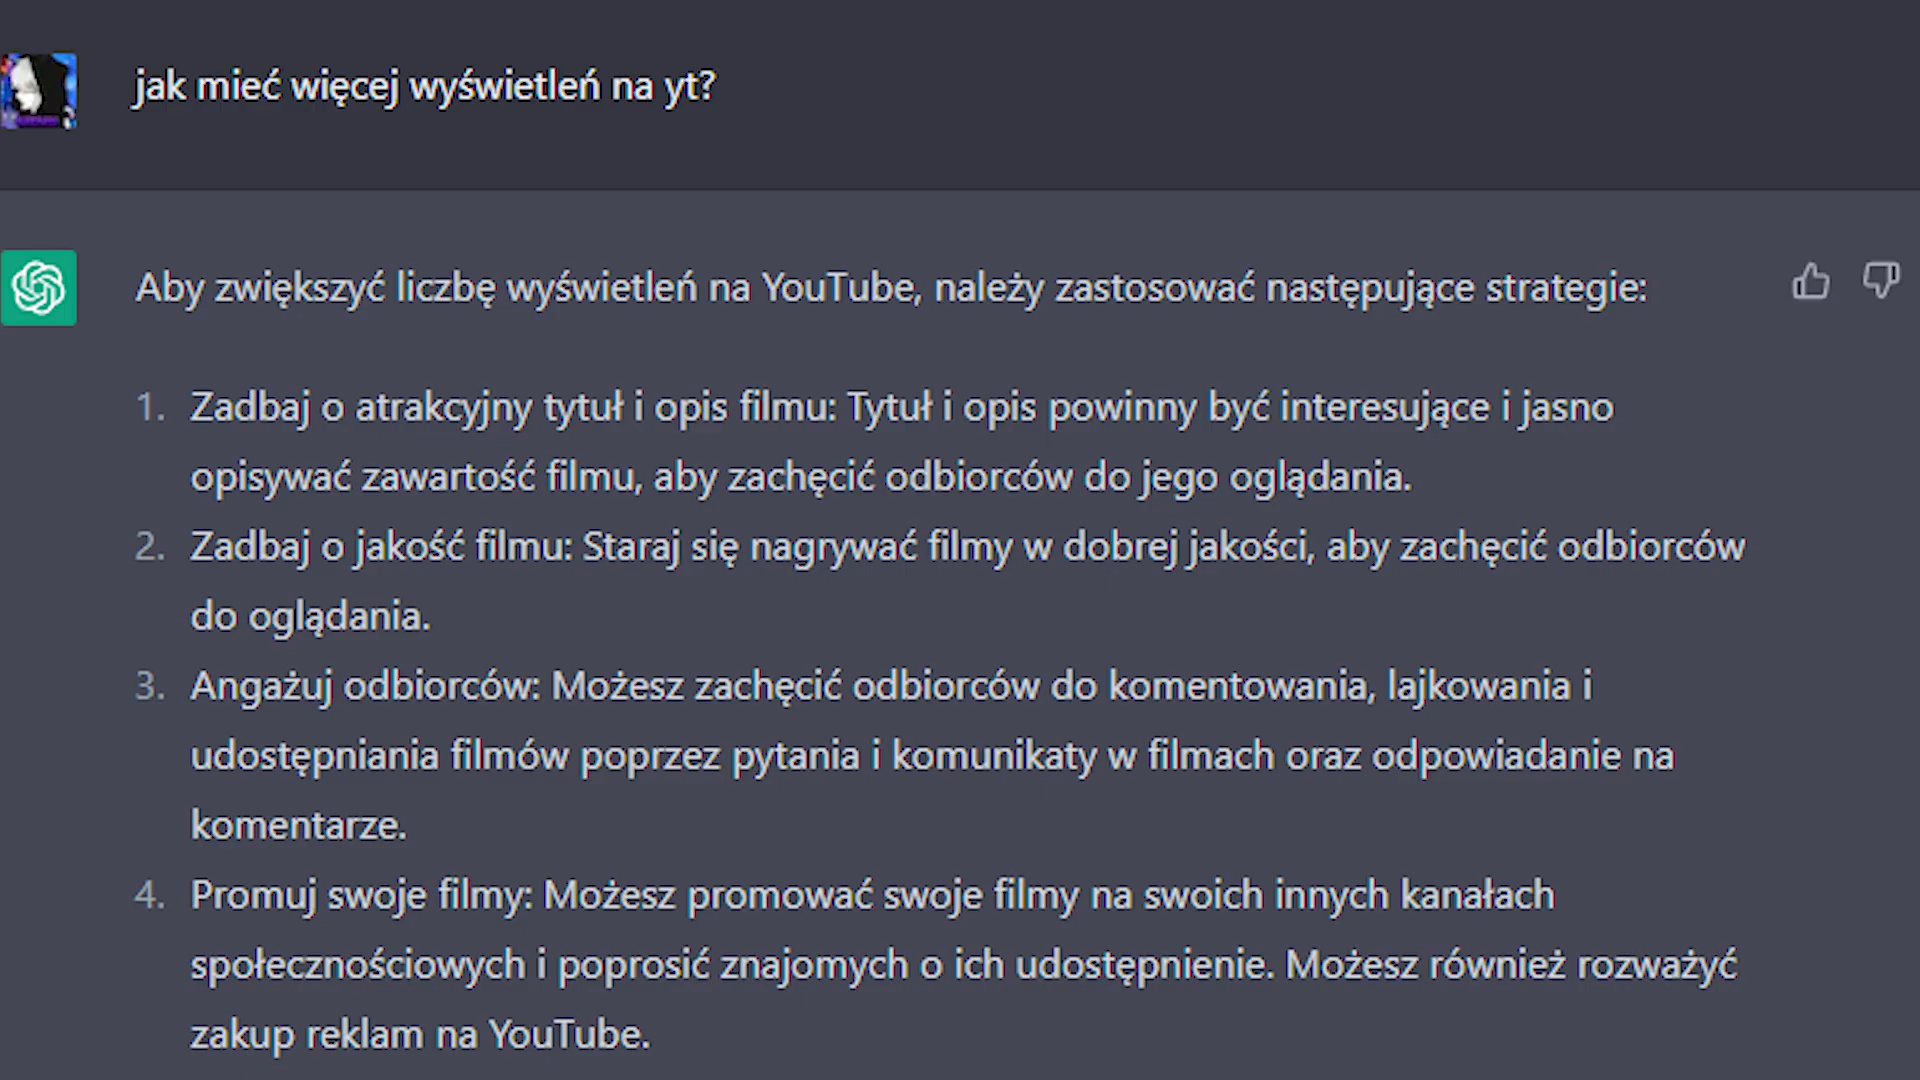 jak mieć więcej wyświetleń na yt?
Aby zwiększyć liczbę wyświetleń na YouTube, należy zastosować następujące strategie:
1. Zadbaj o atrakcyjny tytuł i opis filmu: Tytuł i opis powinny być interesujące i jasno
opisywać zawartość filmu, aby zachęcić odbiorców do jego oglądania.
2. Zadbaj o jakość filmu: Staraj się nagrywać filmy w dobrej jakości, aby zachęcić odbiorców
do oglądania.
3. Angażuj odbiorców: Możesz zachęcić odbiorców do komentowania, lajkowania i
udostępniania filmów poprzez pytania i komunikaty w filmach oraz odpowiadanie na
komentarze.
4. Promuj swoje filmy: Możesz promować swoje filmy na swoich innych kanałach
społecznościowych i poprosić znajomych o ich udostępnienie. Możesz również rozważyć
zakup reklam na YouTube.